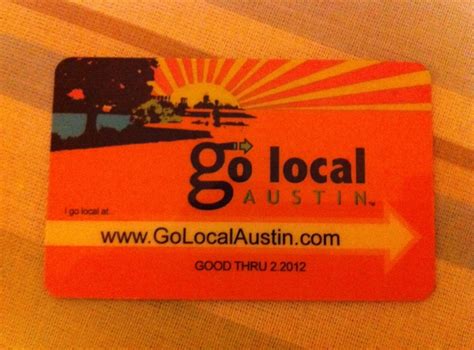 go local
AUSTIN
I go local at...
www.GoLocalAustin.com
GOOD THRU 2.2012